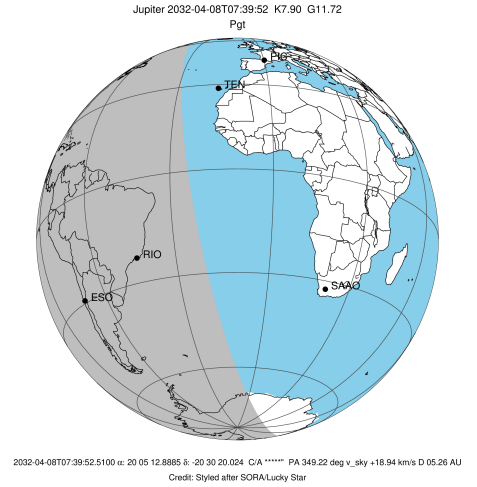 Jupiter 2032-04-08T07:39:52  K7.90  G11.72
Pgt
PIC
TEN
RIO
ESO
SAAO
2032-04-08T07:39:52.5100 α: 20 05 12.8885 δ: -20 30 20.024  C/A *****"  PA 349.22 deg v_sky +18.94 km/s D 05.26 AU
Credit: Styled after SORA/Lucky Star